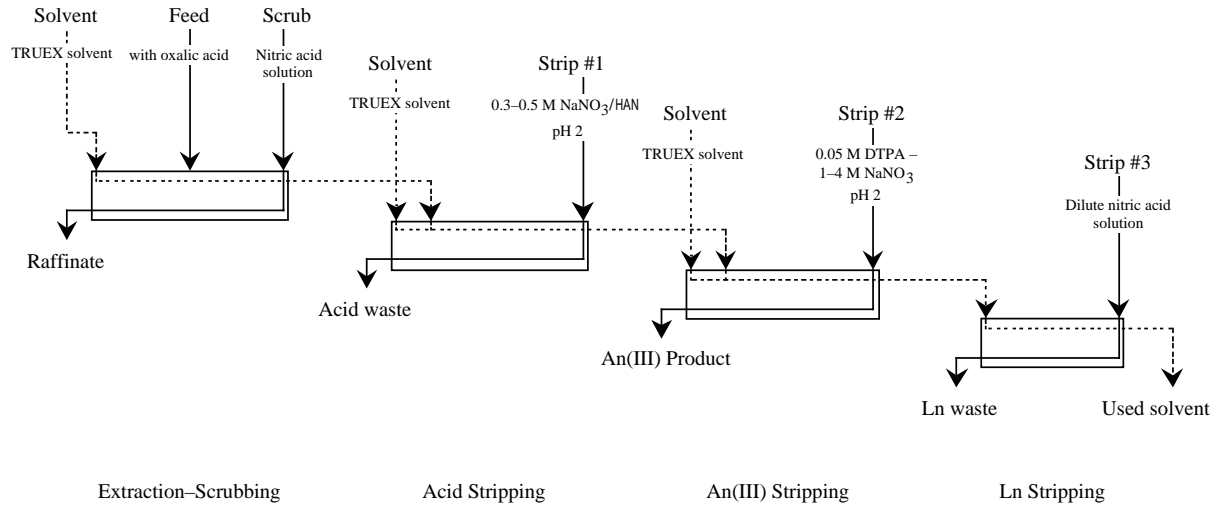 Solvent
TRUEX solvent
Feed
with oxalic acid
Scrub
Nitric acid
solution
Raffinate
Solvent
TRUEX solvent
Strip #1
0.3–0.5 M NaNO3/HAN
pH 2
Acid waste
Solvent
TRUEX solvent
Strip #2
0.05 M DTPA –
1–4 M NaNO3
pH 2
An(III) Product
Strip #3
Dilute nitric acid
solution
Ln waste
Used solvent
Extraction–Scrubbing
Acid Stripping
An(III) Stripping
Ln Stripping